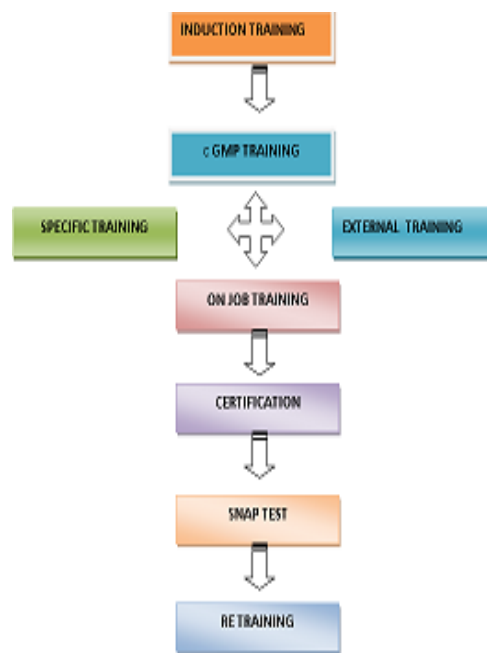 INDUCTION TRAINING
c GMP TRAINING
SPECIFIC TRAINING
EXTERNAL TRAINING
ON JOB TRAINING
CERTIFICATION
SNAP TEST
RE TRAINING